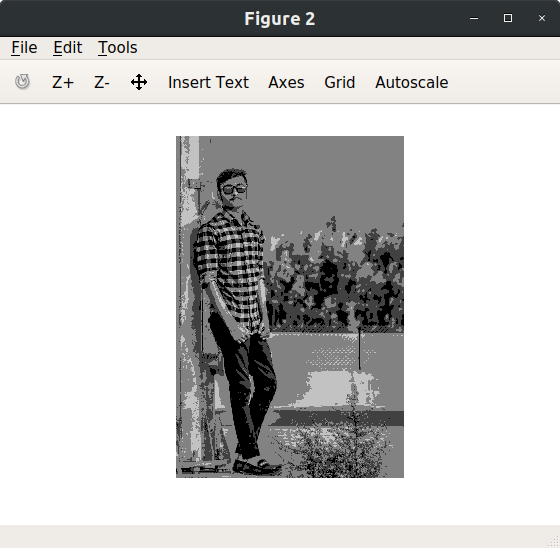 Figure 2
File Edit Tools
Z+ Z- Insert Text Axes Grid Autoscale